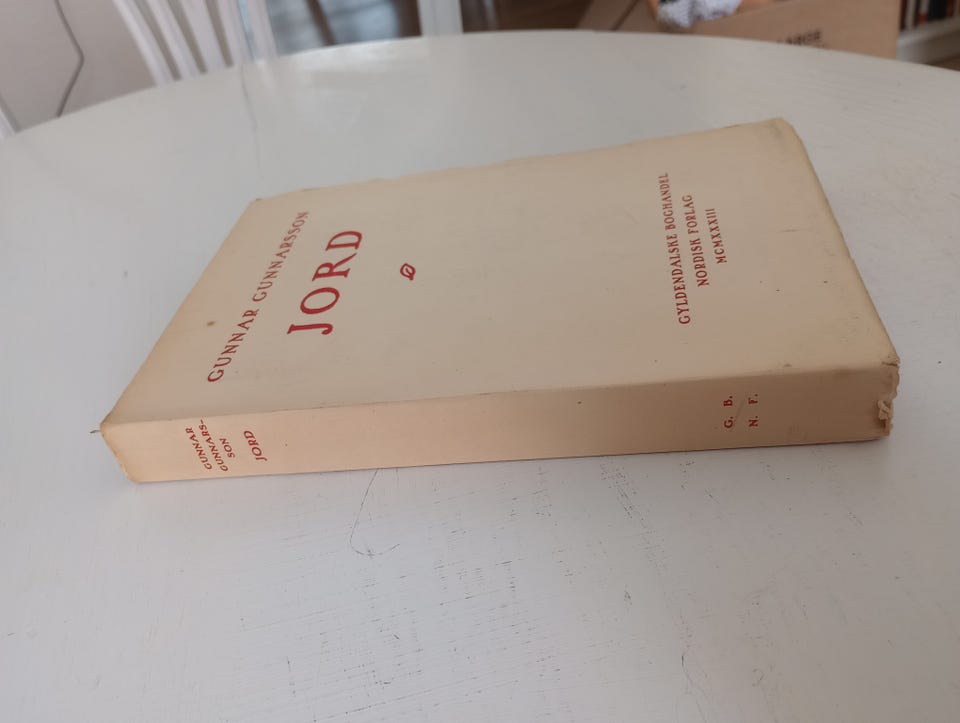 GUNNAR GUNNARSSON
JORD
GYLDENDALSKE BOGHANDEL
NORDISK FORLAG
MCMXXXIII
GUNNAR
GUNNARS-
SON
JORD
G. B.
N. F.